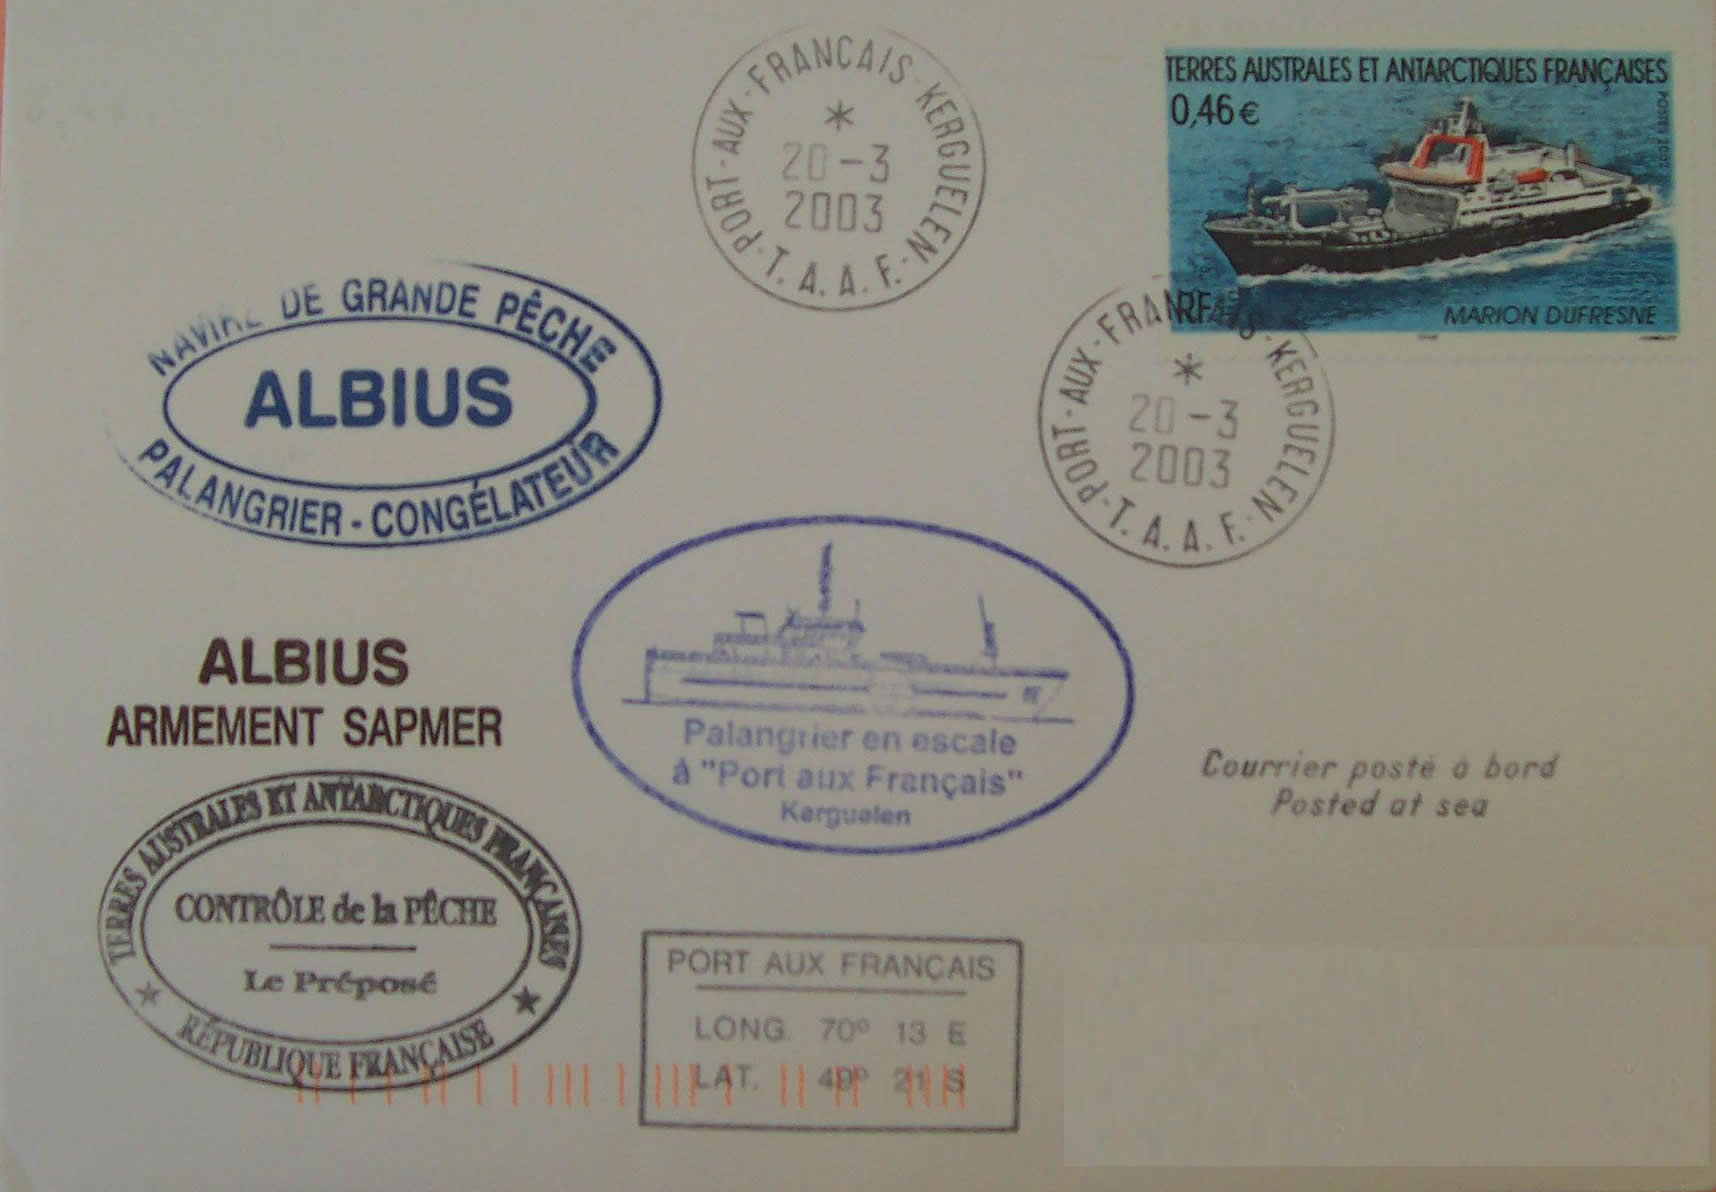 PORT-AUX-FRANCAIS-KERGUELEN-T.A.A.F.-
*
20-3
2003
TERRES AUSTRALES ET ANTARCTIQUES FRANÇAISES
0,46€
RF
MARION DUFRESNE
PORT-AUX-FRANCAIS-KERGUELEN-T.A.A.F.-
*
20-3
2003
NAVIRE DE GRANDE PÊCHE
ALBIUS
PALANGRIER - CONGÉLATEUR
ALBIUS
ARMEMENT SAPMER
Palangrier en escale
à "Port aux Français"
Kerguelen
Courrier posté à bord
Posted at sea
TERRES AUSTRALES ET ANTARCTIQUES FRANÇAISES
CONTRÔLE de la PÊCHE
Le Préposé
RÉPUBLIQUE FRANÇAISE
PORT AUX FRANÇAIS
LONG. 70° 13 E
LAT. 49° 21 S